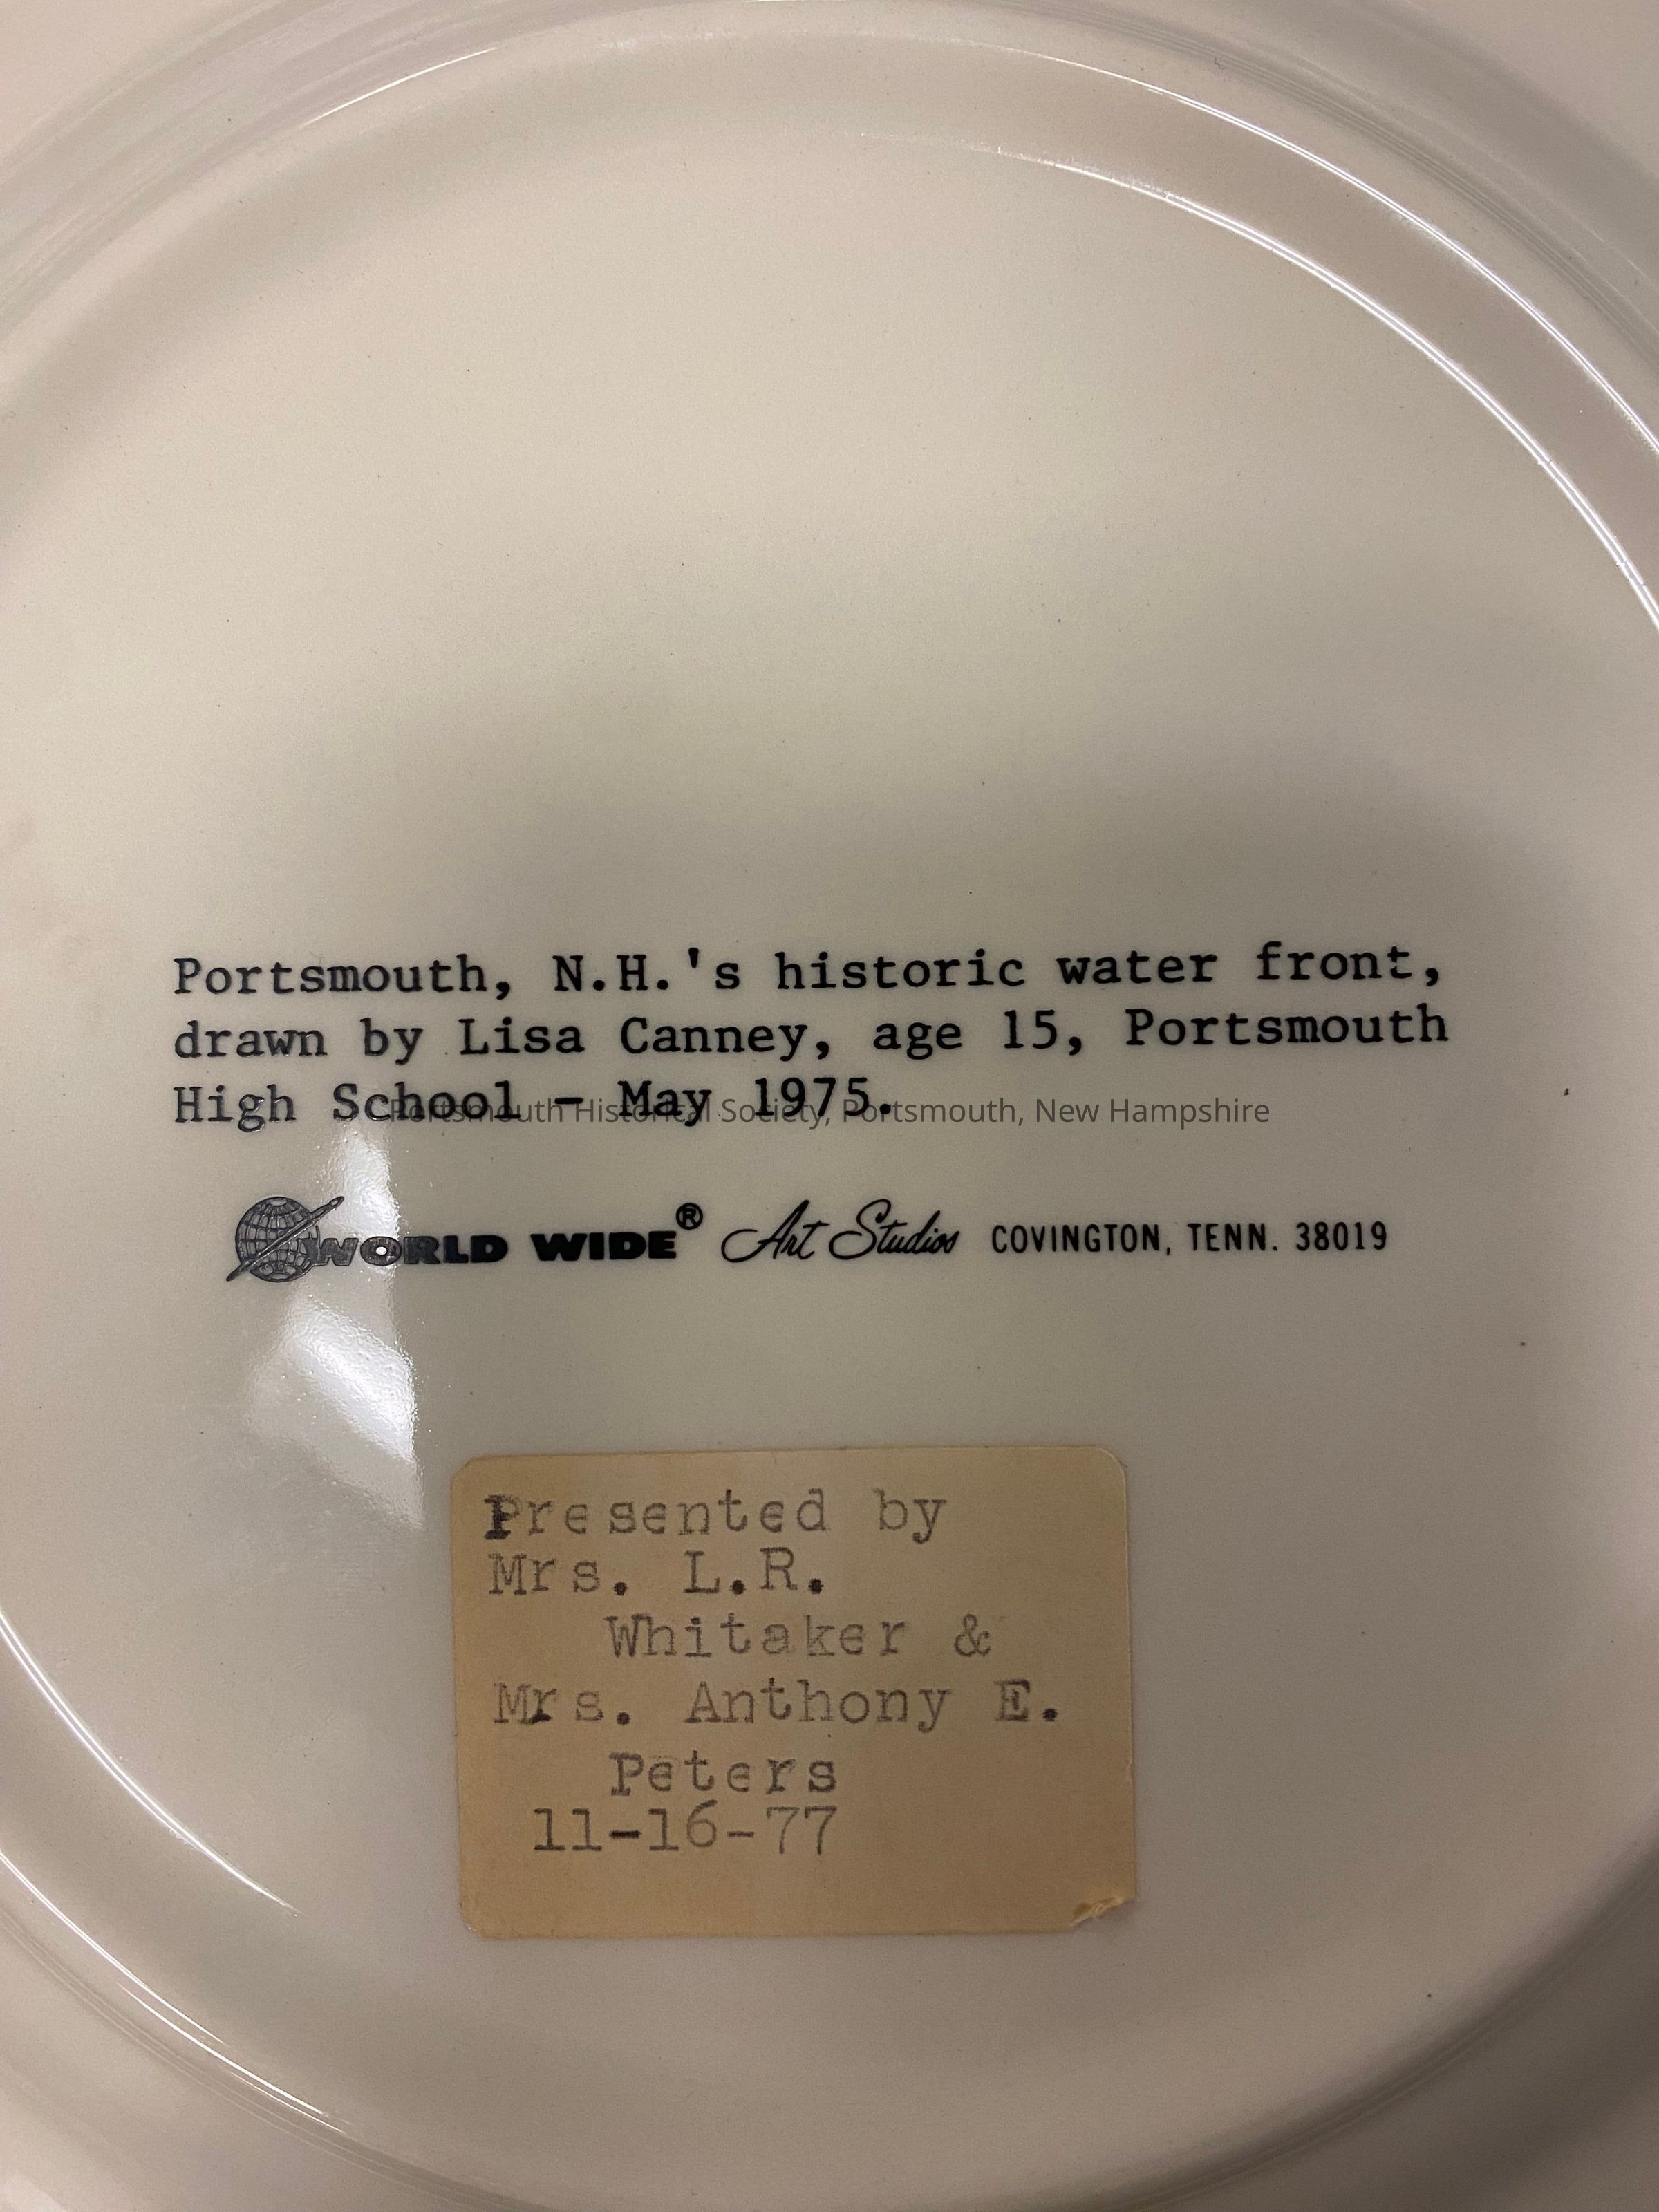 Portsmouth, N.H.'s historic water front,
drawn by Lisa Canney, age 15, Portsmouth
High School - May 1975.
Portsmouth Historical Society, Portsmouth, New Hampshire
WORLD WIDE® Art Studios COVINGTON, TENN. 38019
Presented by
Mrs. L.R.
Whitaker &
Mrs. Anthony E.
Peters
11-16-77